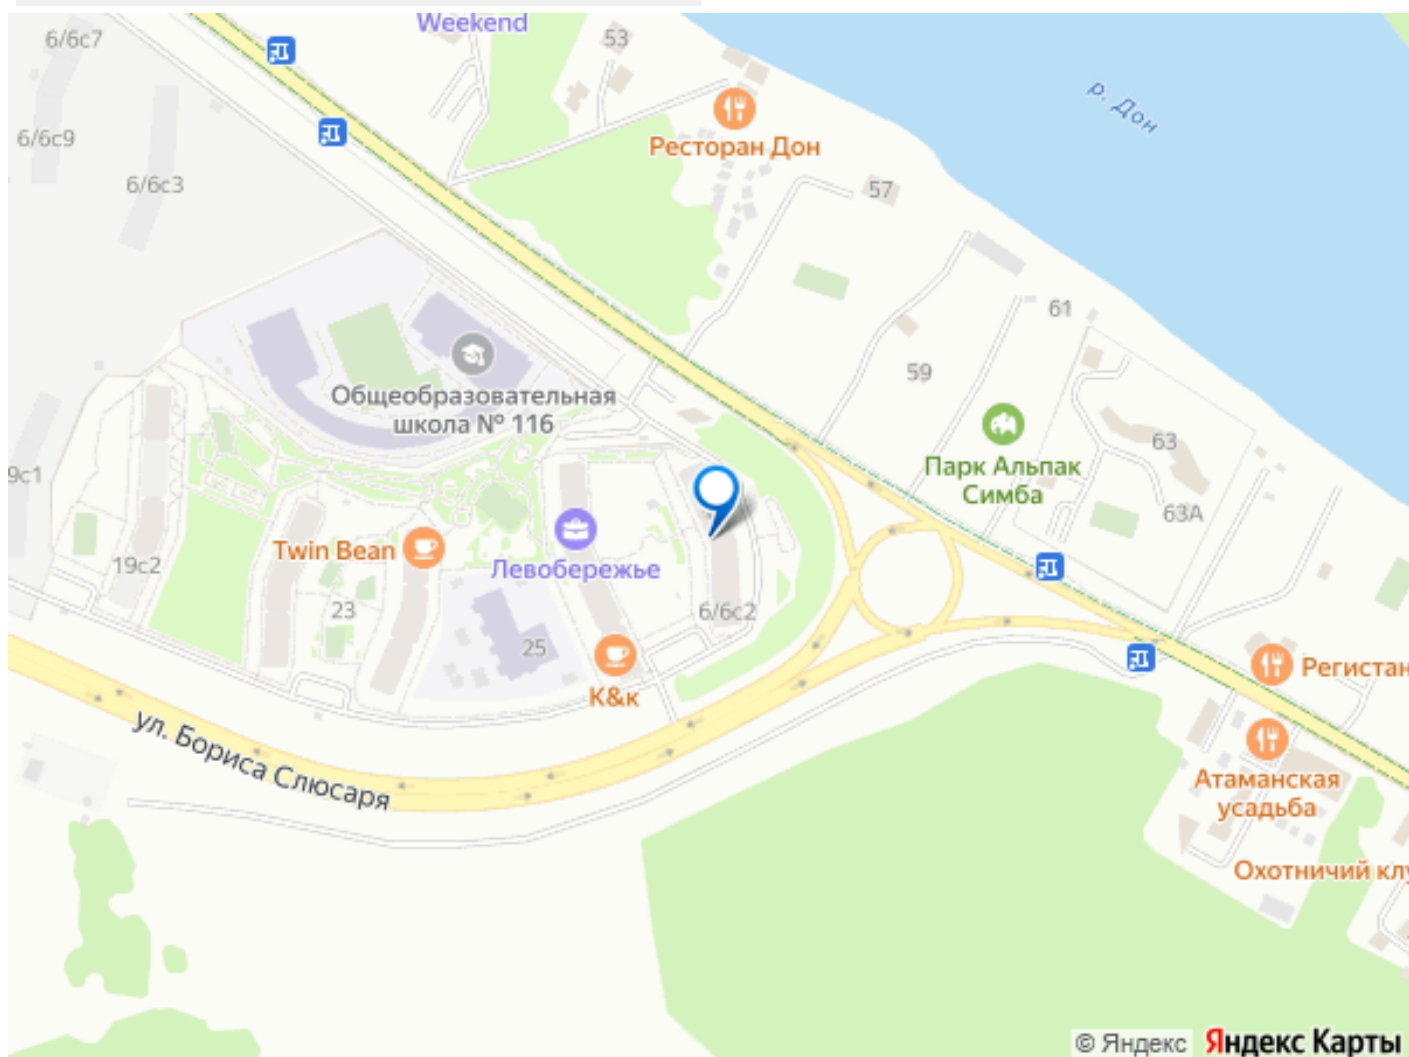 Weekend
6/6с7
53
р. Дон
6/6с9
Ресторан Дон
6/6с3
57
61
59
Общеобразовательная
школа № 116
63
Парк Альпак
Симба
9с1
63А
Twin Bean
Левобережье
19с2
23
6/6с2
25
К&к
Регистан
ул. Бориса Слюсаря
Атаманская
усадьба
Охотничий клу
© Яндекс Яндекс Карты